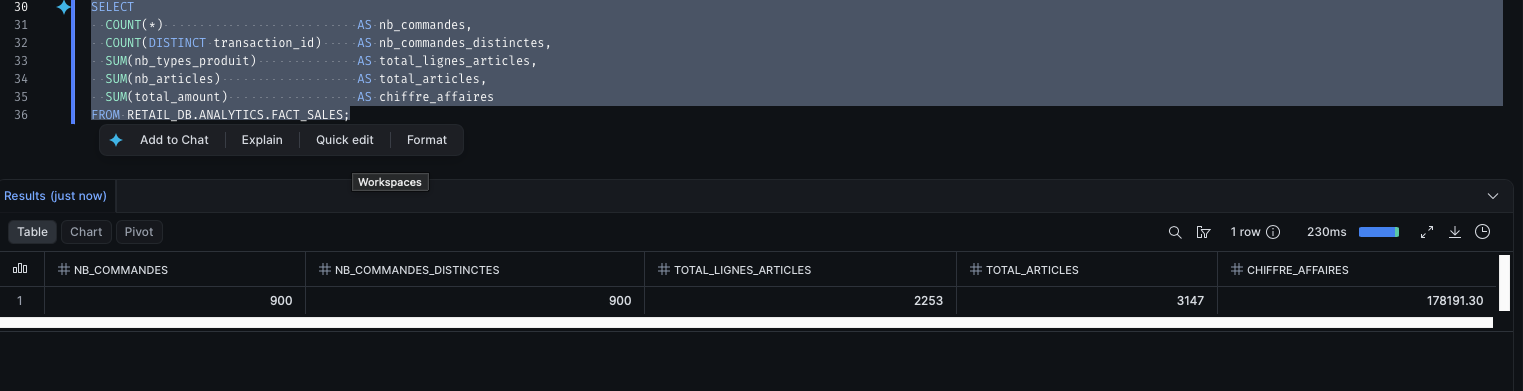 30 SELECT
31 COUNT(*) AS nb_commandes,
32 COUNT(DISTINCT transaction_id) AS nb_commandes_distinctes,
33 SUM(nb_types_produit) AS total_lignes_articles,
34 SUM(nb_articles) AS total_articles,
35 SUM(total_amount) AS chiffre_affaires
36 FROM RETAIL_DB.ANALYTICS.FACT_SALES;
Add to Chat Explain Quick edit Format
Workspaces
Results (just now)
Table Chart Pivot 1 row 230ms
NB_COMMANDES NB_COMMANDES_DISTINCTES TOTAL_LIGNES_ARTICLES TOTAL_ARTICLES CHIFFRE_AFFAIRES
1 900 900 2253 3147 178191.30